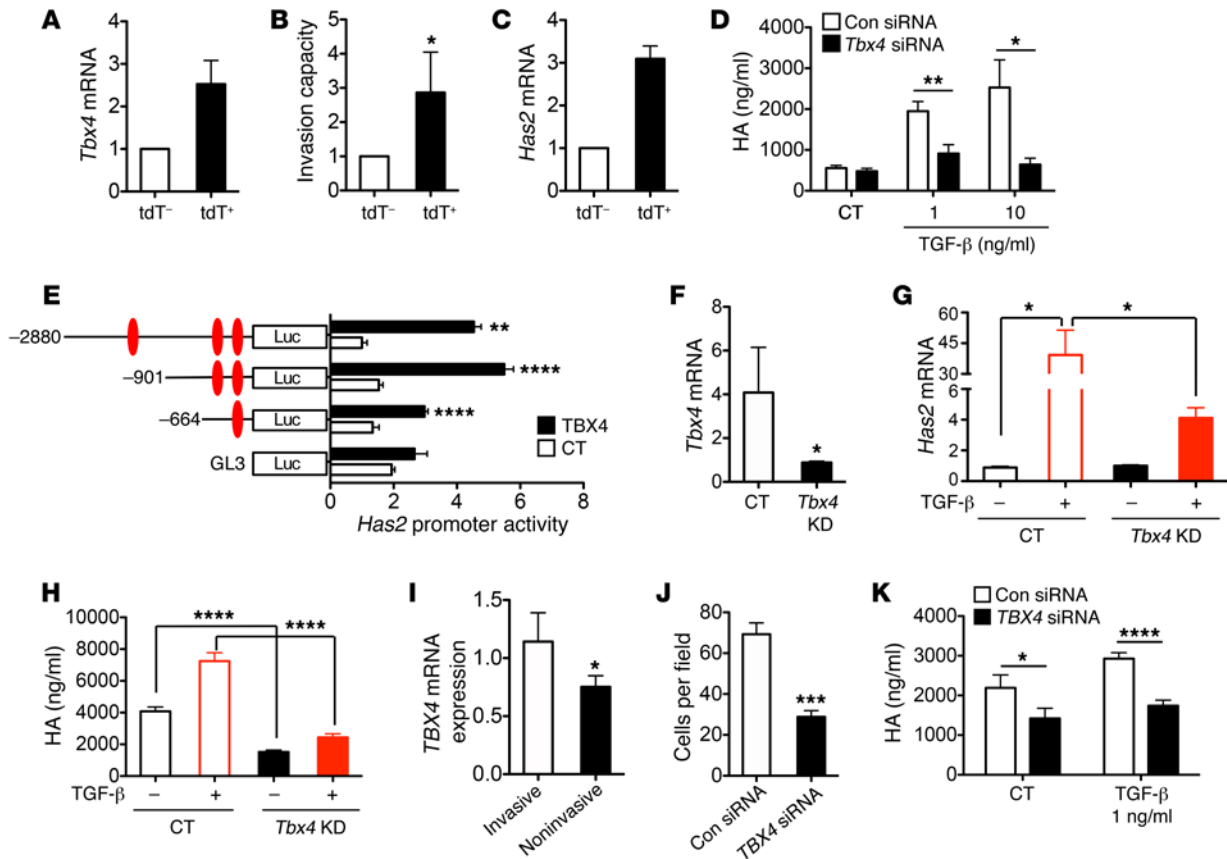 A
Tbx4 mRNA
4
3
2
1
0
tdT–
tdT+
B
Invasion capacity
5
4
3
2
1
0
*
tdT–
tdT+
C
Has2 mRNA
4
3
2
1
0
tdT–
tdT+
D
Con siRNA
Tbx4 siRNA
HA (ng/ml)
4000
3000
2000
1000
0
**
*
CT
1
10
TGF-β (ng/ml)
E
–2880
Luc
**
–901
Luc
****
–664
Luc
****
GL3
Luc
TBX4
CT
0
2
4
6
8
Has2 promoter activity
F
Tbx4 mRNA
8
6
4
2
0
*
CT
Tbx4
KD
G
Has2 mRNA
60
45
30
6
4
2
0
*
*
TGF-β
–
+
–
+
CT
Tbx4 KD
H
HA (ng/ml)
10000
8000
6000
4000
2000
0
****
****
TGF-β
–
+
–
+
CT
Tbx4 KD
I
TBX4 mRNA
expression
1.5
1.0
0.5
0.0
*
Invasive
Noninvasive
J
Cells per field
80
60
40
20
0
***
Con siRNA
TBX4 siRNA
K
Con siRNA
TBX4 siRNA
HA (ng/ml)
4000
3000
2000
1000
0
*
****
CT
TGF-β
1 ng/ml